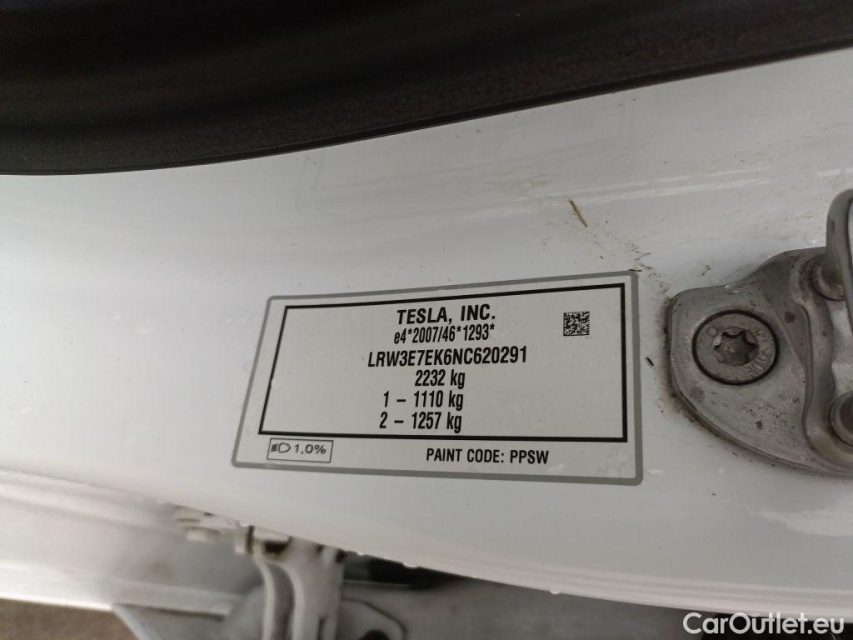 TESLA, INC.
e4*2007/46*1293*
LRW3E7EK6NC620291
2232 kg
1 – 1110 kg
2 – 1257 kg
1,0%
PAINT CODE: PPSW
CarOutlet.eu